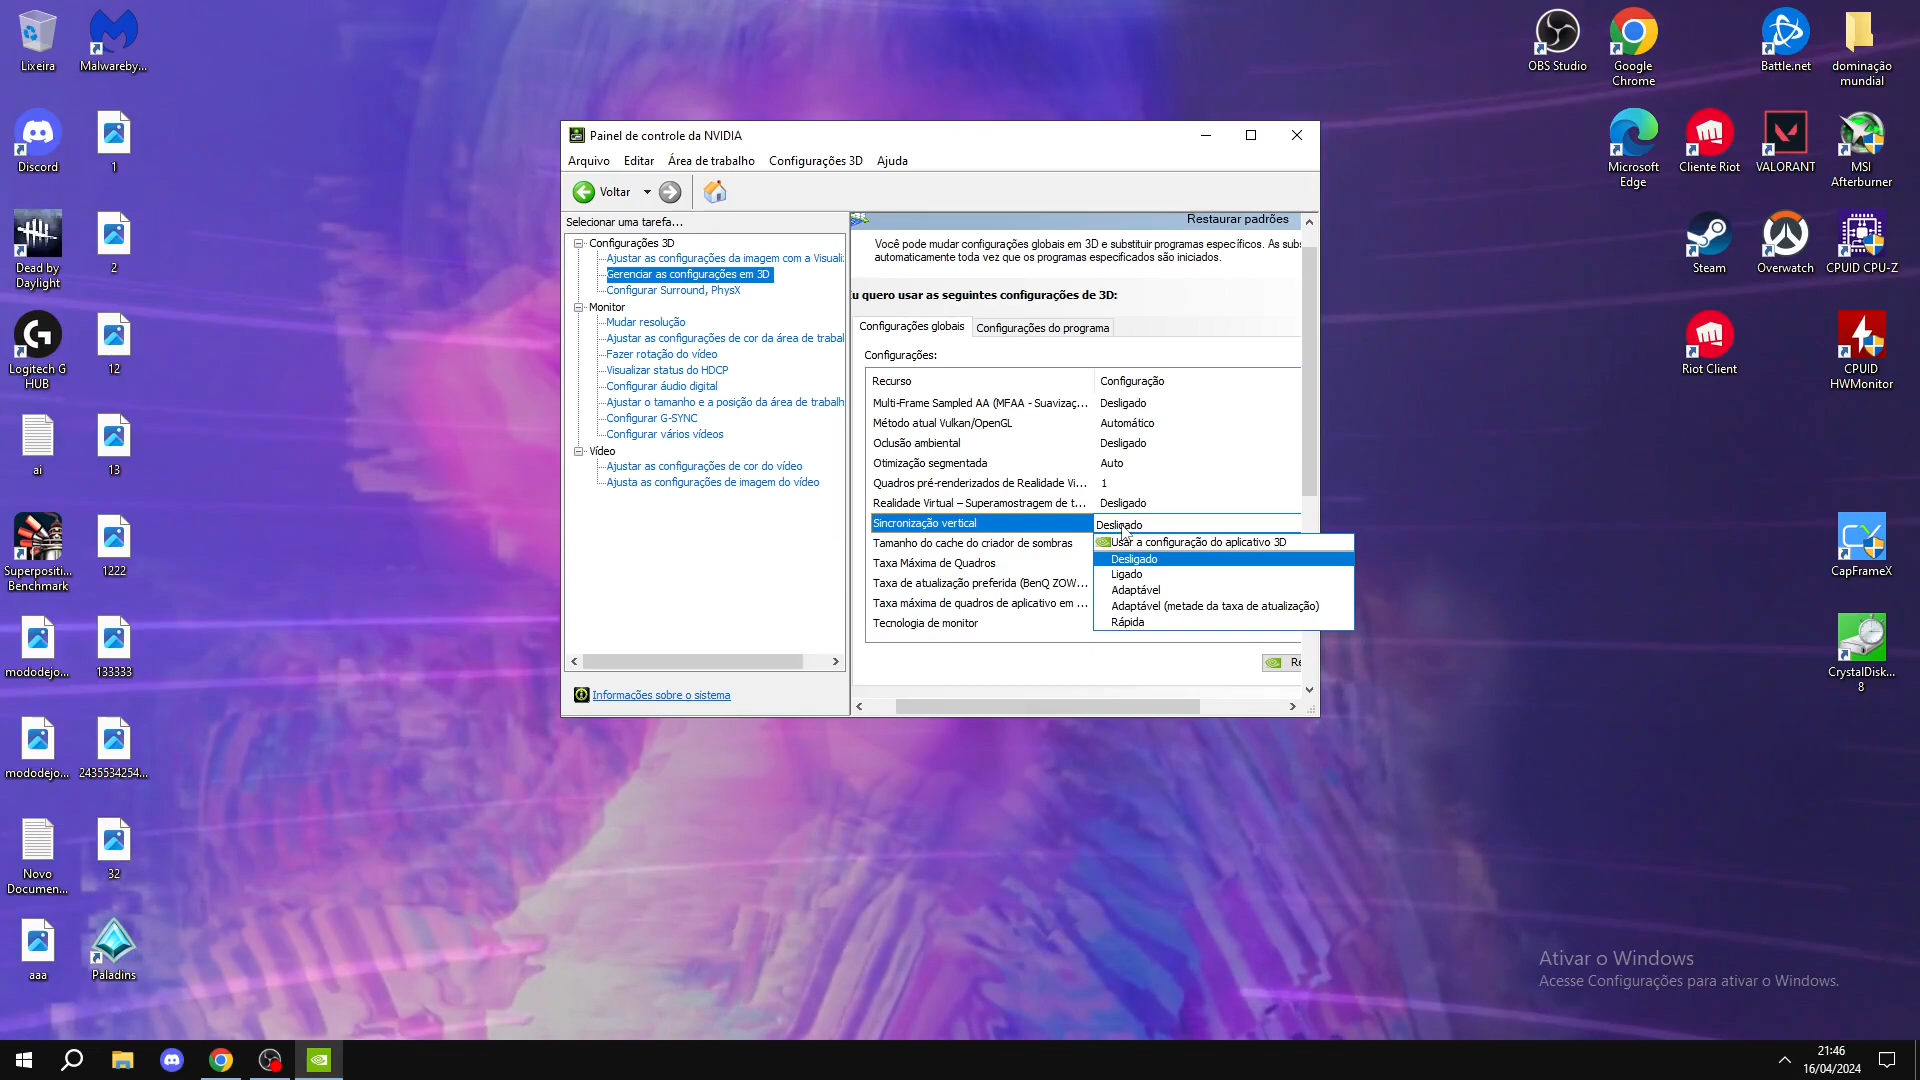 Lixeira
Malwareby...
Discord
1
Dead by
Daylight
2
Logitech G
HUB
12
ai
13
Superpositi...
Benchmark
1222
mododejo...
133333
mododejo...
2435534254...
Novo
Documen...
32
aaa
Paladins
Painel de controle da NVIDIA
Arquivo
Editar
Área de trabalho
Configurações 3D
Ajuda
Voltar
Selecionar uma tarefa...
Configurações 3D
Ajustar as configurações da imagem com a Visuali
Gerenciar as configurações em 3D
Configurar Surround, PhysX
Monitor
Mudar resolução
Ajustar as configurações de cor da área de trabal
Fazer rotação do vídeo
Visualizar status do HDCP
Configurar áudio digital
Ajustar o tamanho e a posição da área de trabalh
Configurar G-SYNC
Configurar vários vídeos
Vídeo
Ajustar as configurações de cor do vídeo
Ajusta as configurações de imagem do vídeo
Informações sobre o sistema
Restaurar padrões
Você pode mudar configurações globais em 3D e substituir programas específicos. As subs
automaticamente toda vez que os programas especificados são iniciados.
u quero usar as seguintes configurações de 3D:
Configurações globais
Configurações do programa
Configurações:
Recurso
Configuração
Multi-Frame Sampled AA (MFAA - Suavizaç...
Desligado
Método atual Vulkan/OpenGL
Automático
Oclusão ambiental
Desligado
Otimização segmentada
Auto
Quadros pré-renderizados de Realidade Vi...
1
Realidade Virtual – Superamostragem de t...
Desligado
Sincronização vertical
Desligado
Tamanho do cache do criador de sombras
Taxa Máxima de Quadros
Taxa de atualização preferida (BenQ ZOW...
Taxa máxima de quadros de aplicativo em ...
Tecnologia de monitor
Usar a configuração do aplicativo 3D
Desligado
Ligado
Adaptável
Adaptável (metade da taxa de atualização)
Rápida
Re
OBS Studio
Google
Chrome
Battle.net
dominação
mundial
Microsoft
Edge
Cliente Riot
VALORANT
MSI
Afterburner
Steam
Overwatch
CPUID CPU-Z
Riot Client
CPUID
HWMonitor
CapFrameX
CrystalDisk...
8
Ativar o Windows
Acesse Configurações para ativar o Windows.
21:46
16/04/2024